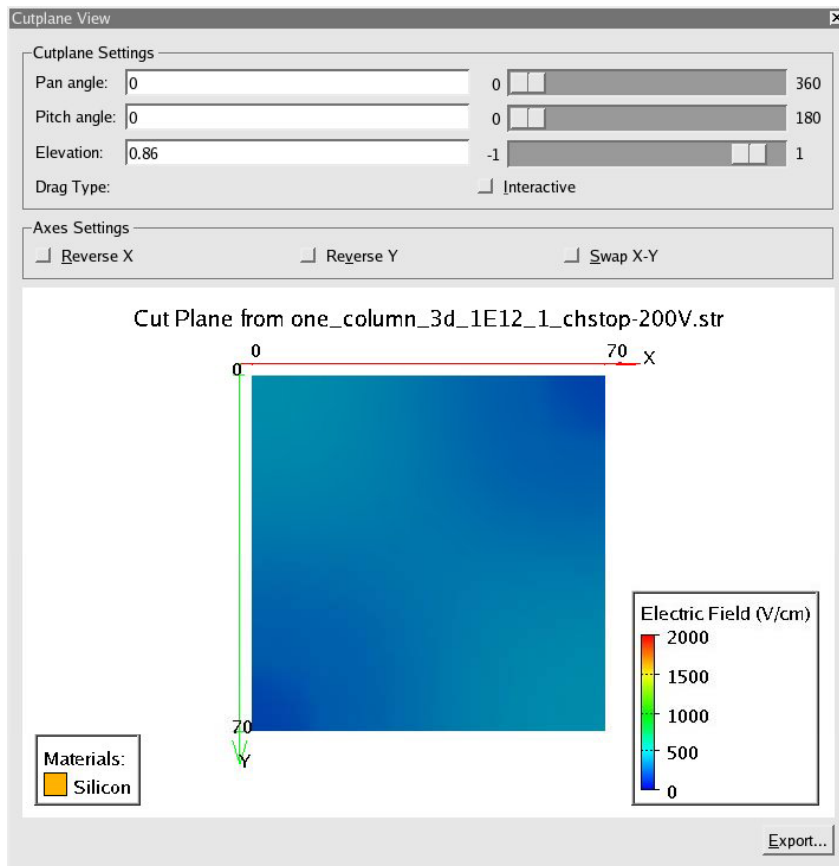 Cutplane View
Cutplane Settings
Pan angle: 0 0 360
Pitch angle: 0 0 180
Elevation: 0.86 -1 1
Drag Type: Interactive
Axes Settings
Reverse X Reverse Y Swap X-Y
Cut Plane from one_column_3d_1E12_1_chstop-200V.str
0 70 X
0
70
Y
Electric Field (V/cm)
2000
1500
1000
500
0
Materials:
Silicon
Export...